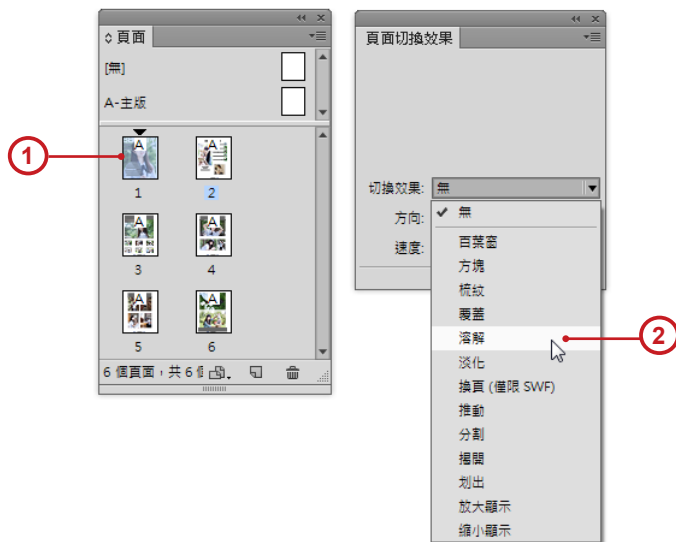 頁面
[無]
A-主版
1
A
A
1
2
A
A
3
4
A
A
5
6
6 個頁面，共 6 個
頁面切換效果
切換效果: 無
方向:
速度:
無
百葉窗
方塊
梳紋
覆蓋
溶解
2
淡化
換頁 (僅限 SWF)
推動
分割
揭開
划出
放大顯示
縮小顯示